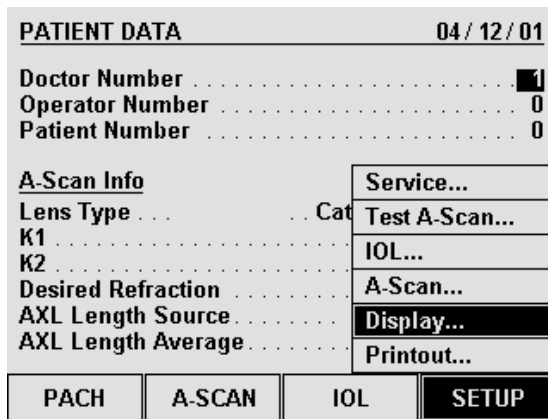 PATIENT DATA 04 / 12 / 01
Doctor Number . . . . . . . . . . . . . . . . . . . . . . . . 1
Operator Number . . . . . . . . . . . . . . . . . . . . . 0
Patient Number . . . . . . . . . . . . . . . . . . . . . . 0
A-Scan Info
Lens Type . . . . . Cat
K1 . . . . . . . . . . . . . . . . . . . . . .
K2 . . . . . . . . . . . . . . . . . . . . . .
Desired Refraction . . . . . . . . .
AXL Length Source . . . . . . . .
AXL Length Average . . . . . . .
Service...
Test A-Scan...
IOL...
A-Scan...
Display...
Printout...
PACH A-SCAN IOL SETUP